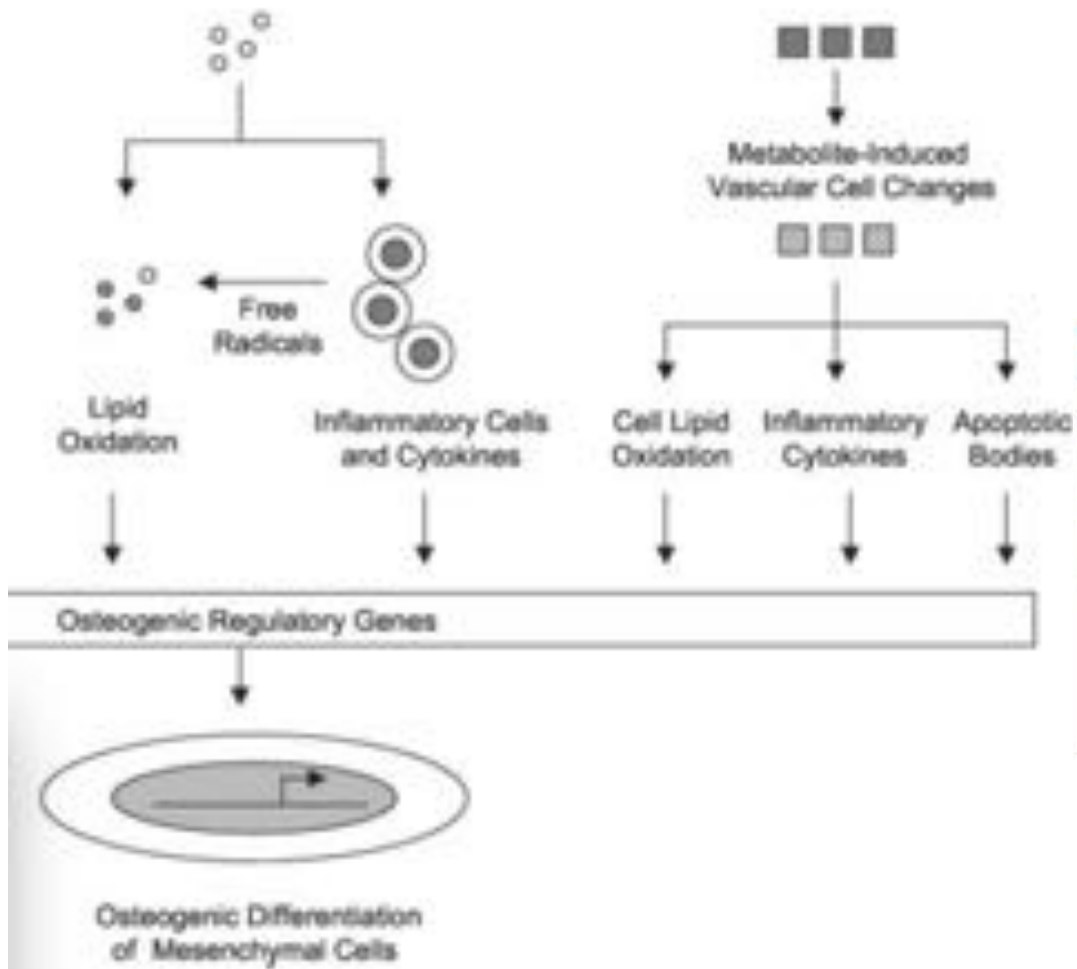 Metabolite-Induced
Vascular Cell Changes
Free
Radicals
Lipid
Oxidation
Inflammatory Cells
and Cytokines
Cell Lipid
Oxidation
Inflammatory
Cytokines
Apoptotic
Bodies
Osteogenic Regulatory Genes
Osteogenic Differentiation
of Mesenchymal Cells